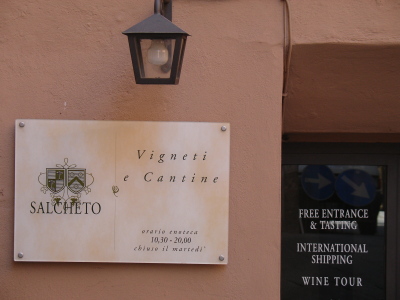 Vigneti
e Cantine
SALCHETO
orario enoteca
10,30 - 20,00
chiuso il martedi'
FREE ENTRANCE
& TASTING
INTERNATIONAL
SHIPPING
WINE TOUR